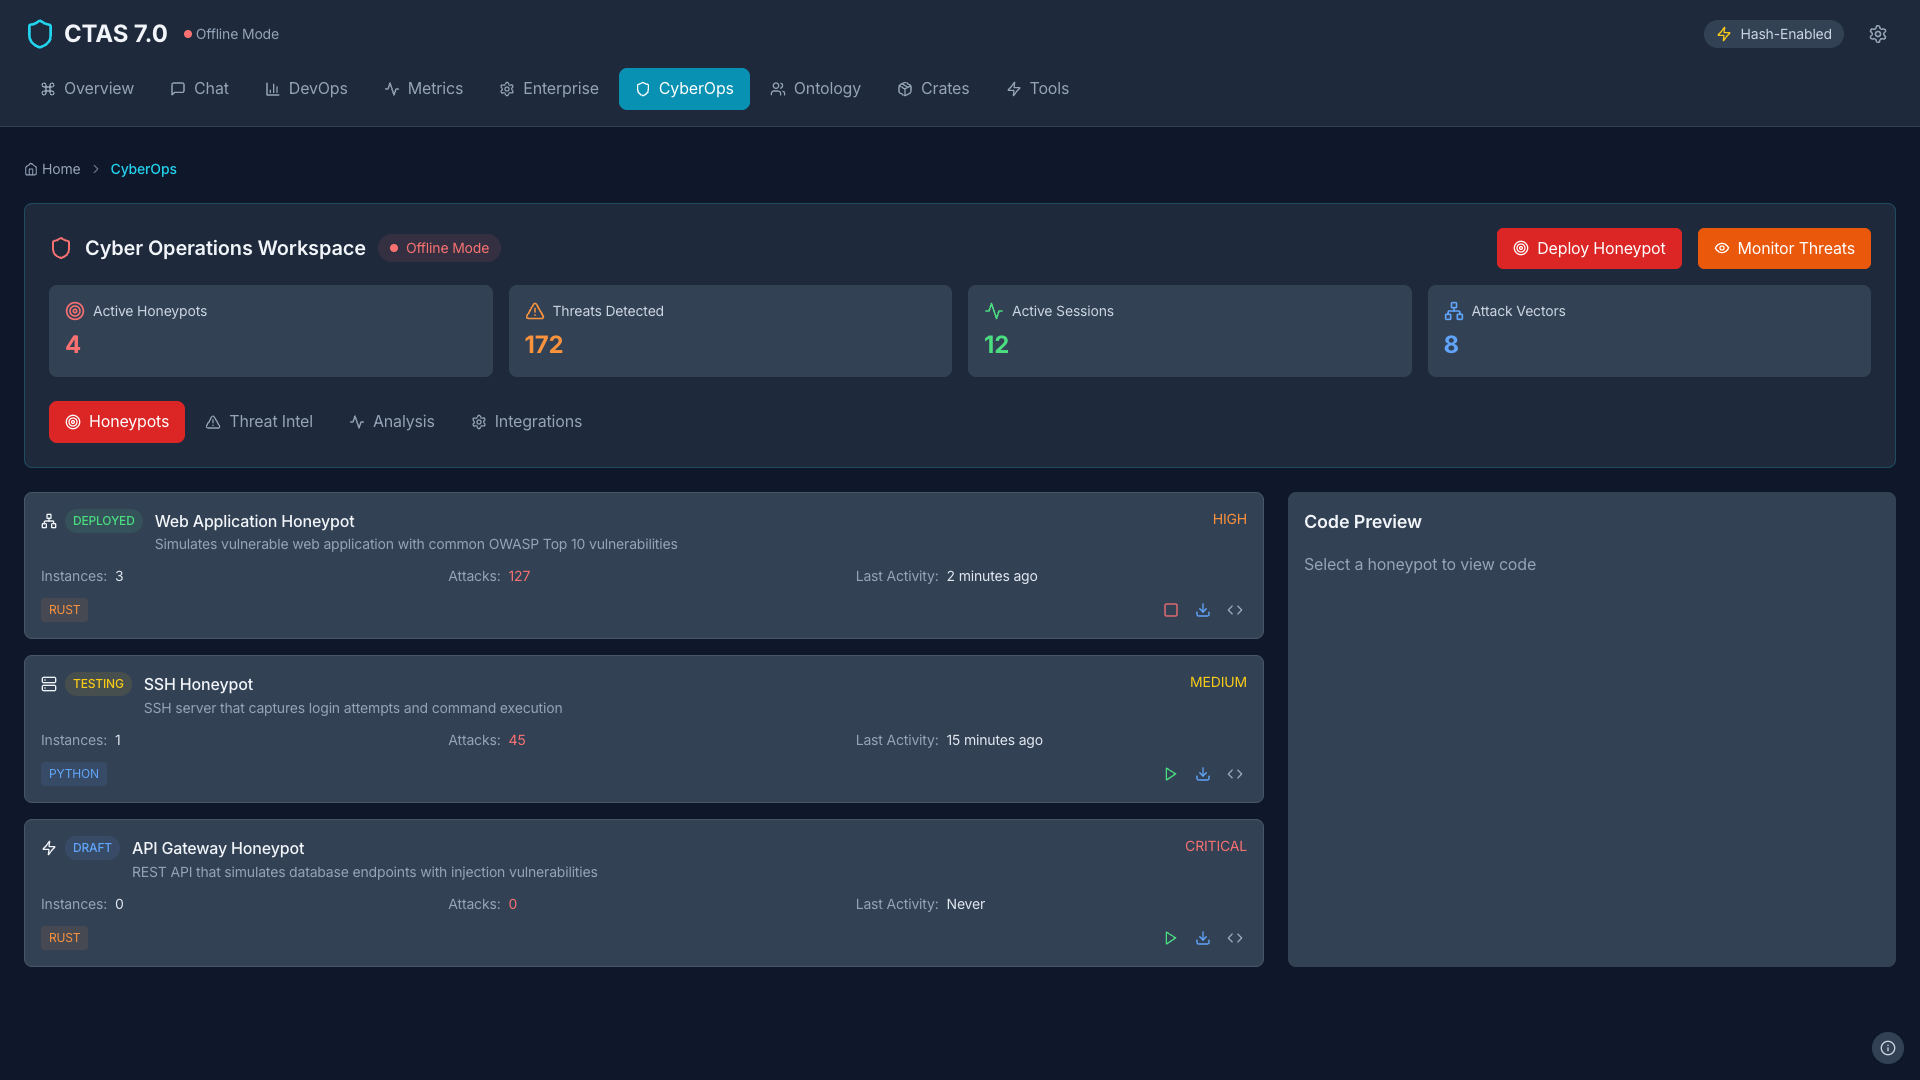 CTAS 7.0
Offline Mode
Hash-Enabled
Overview
Chat
DevOps
Metrics
Enterprise
CyberOps
Ontology
Crates
Tools
Home
CyberOps
Cyber Operations Workspace
Offline Mode
Deploy Honeypot
Monitor Threats
Active Honeypots
4
Threats Detected
172
Active Sessions
12
Attack Vectors
8
Honeypots
Threat Intel
Analysis
Integrations
DEPLOYED
Web Application Honeypot
HIGH
Simulates vulnerable web application with common OWASP Top 10 vulnerabilities
Instances: 3
Attacks: 127
Last Activity: 2 minutes ago
RUST
TESTING
SSH Honeypot
MEDIUM
SSH server that captures login attempts and command execution
Instances: 1
Attacks: 45
Last Activity: 15 minutes ago
PYTHON
DRAFT
API Gateway Honeypot
CRITICAL
REST API that simulates database endpoints with injection vulnerabilities
Instances: 0
Attacks: 0
Last Activity: Never
RUST
Code Preview
Select a honeypot to view code